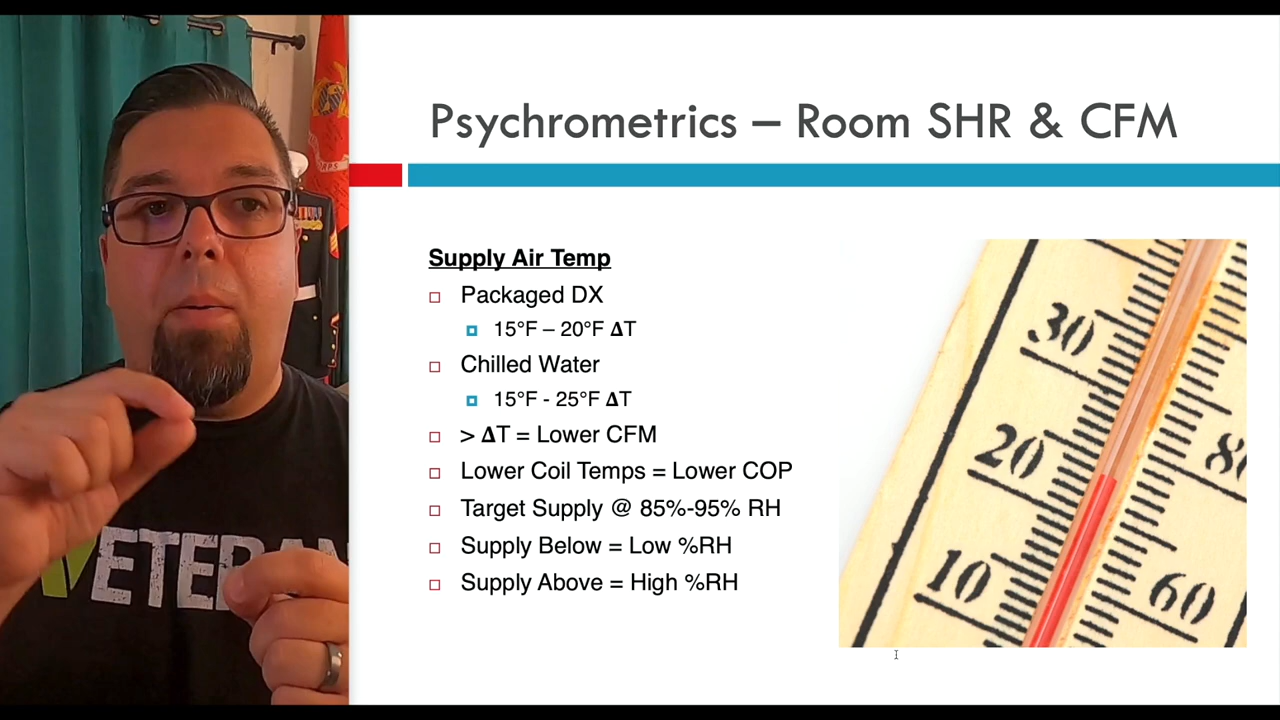 Psychrometrics – Room SHR & CFM
Supply Air Temp
Packaged DX
15°F – 20°F ΔT
Chilled Water
15°F - 25°F ΔT
> ΔT = Lower CFM
Lower Coil Temps = Lower COP
Target Supply @ 85%-95% RH
Supply Below = Low %RH
Supply Above = High %RH
30
20
10
60
VETERAN